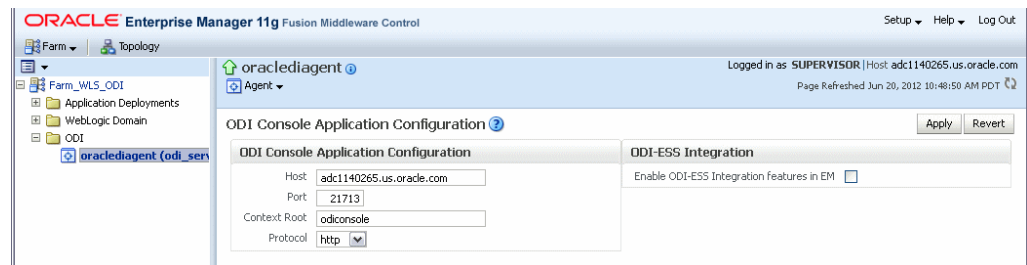 ORACLE Enterprise Manager 11g Fusion Middleware Control
Setup Help Log Out
Farm Topology
Farm_WLS_ODI
Application Deployments
WebLogic Domain
ODI
oraclediagent (odi_serv
oraclediagent
Logged in as SUPERVISOR | Host adc1140265.us.oracle.com
Agent
Page Refreshed Jun 20, 2012 10:48:50 AM PDT
ODI Console Application Configuration
Apply Revert
ODI Console Application Configuration
Host adc1140265.us.oracle.com
Port 21713
Context Root odiconsole
Protocol http
ODI-ESS Integration
Enable ODI-ESS Integration features in EM